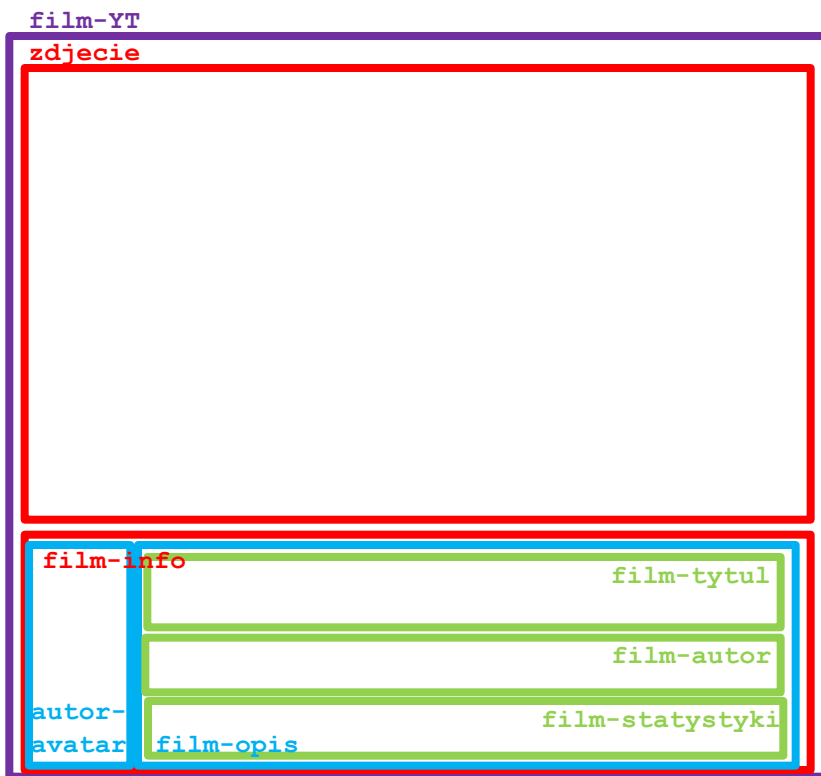 film-YT
zdjecie
film-info
film-tytul
film-autor
autor-
avatar
film-statystyki
film-opis